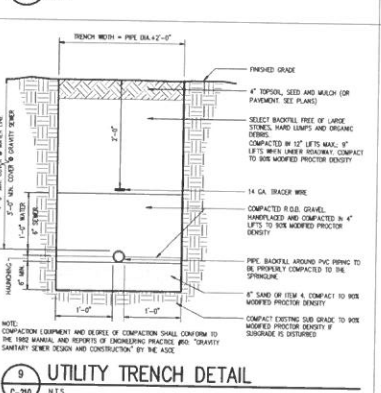 TRENCH WIDTH = PIPE DIA.+2'-0"
FINISHED GRADE
4" TOPSOIL, SEED AND MULCH (OR
PAVEMENT. SEE PLANS)
SELECT BACKFILL FREE OF LARGE
STONES, HARD LUMPS AND ORGANIC
DEBRIS.
COMPACTED IN 12" LIFTS MAX.; 9"
LIFTS WHEN UNDER ROADWAY. COMPACT
TO 90% MODIFIED PROCTOR DENSITY
2'-0"
14 GA. TRACER WIRE
COMPACTED R.O.B. GRAVEL
HANDPLACED AND COMPACTED IN 4"
LIFTS TO 90% MODIFIED PROCTOR
DENSITY
MIN. COVER @ GRAVITY SEWER
1'-0" WATER
6" SEWER
HAUNCHING
6" MIN.
PIPE. BACKFILL AROUND PVC PIPING TO
BE PROPERLY COMPACTED TO THE
SPRINGLINE
6" SAND OR ITEM 4. COMPACT TO 90%
MODIFIED PROCTOR DENSITY
1'-0"
1'-0"
COMPACT EXISTING SUB GRADE TO 90%
MODIFIED PROCTOR DENSITY IF
SUBGRADE IS DISTURBED
NOTE:
COMPACTION EQUIPMENT AND DEGREE OF COMPACTION SHALL CONFORM TO
THE 1982 MANUAL AND REPORTS OF ENGINEERING PRACTICE #60: "GRAVITY
SANITARY SEWER DESIGN AND CONSTRUCTION" BY THE ASCE
9
UTILITY TRENCH DETAIL
C-210
N.T.S.